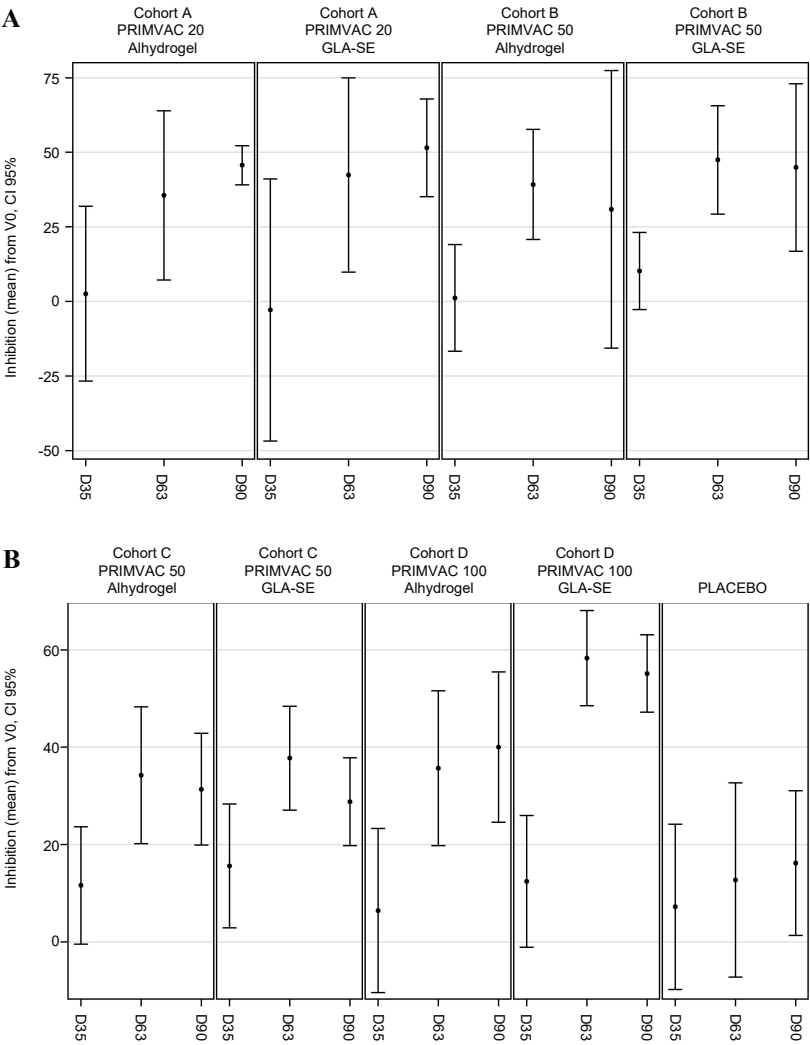 A
Cohort A
PRIMVAC 20
Alhydrogel
Cohort A
PRIMVAC 20
GLA-SE
Cohort B
PRIMVAC 50
Alhydrogel
Cohort B
PRIMVAC 50
GLA-SE
Inhibition (mean) from V0, CI 95%
75
50
25
0
-25
-50
D35
D63
D90
D35
D63
D90
D35
D63
D90
D35
D63
D90
B
Cohort C
PRIMVAC 50
Alhydrogel
Cohort C
PRIMVAC 50
GLA-SE
Cohort D
PRIMVAC 100
Alhydrogel
Cohort D
PRIMVAC 100
GLA-SE
PLACEBO
Inhibition (mean) from V0, CI 95%
60
40
20
0
D35
D63
D90
D35
D63
D90
D35
D63
D90
D35
D63
D90
D35
D63
D90